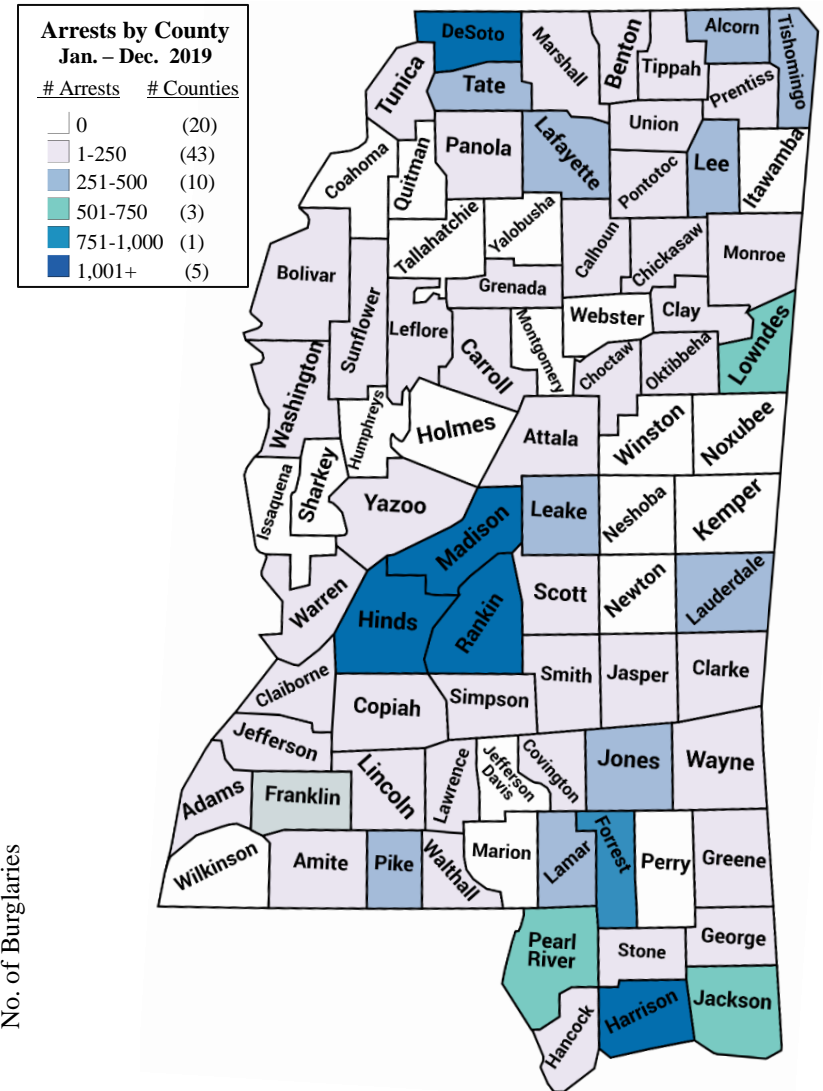 Arrests by County
Jan. – Dec. 2019
# Arrests # Counties
0 (20)
1-250 (43)
251-500 (10)
501-750 (3)
751-1,000 (1)
1,001+ (5)
DeSoto
Marshall
Benton
Tippah
Alcorn
Tishomingo
Tunica
Tate
Prentiss
Union
Panola
Lafayette
Coahoma
Quitman
Pontotoc
Lee
Itawamba
Tallahatchie
Yalobusha
Calhoun
Chickasaw
Monroe
Bolivar
Grenada
Sunflower
Leflore
Webster
Clay
Montgomery
Carroll
Choctaw
Oktibbeha
Lowndes
Washington
Humphreys
Holmes
Attala
Winston
Noxubee
Issaquena
Sharkey
Yazoo
Madison
Leake
Neshoba
Kemper
Warren
Hinds
Rankin
Scott
Newton
Lauderdale
Claiborne
Copiah
Simpson
Smith
Jasper
Clarke
Jefferson
Lincoln
Lawrence
Jefferson
Davis
Covington
Jones
Wayne
Adams
Franklin
Wilkinson
Amite
Pike
Walthall
Marion
Lamar
Forrest
Perry
Greene
Pearl
River
Stone
George
Hancock
Harrison
Jackson
No. of Burglaries